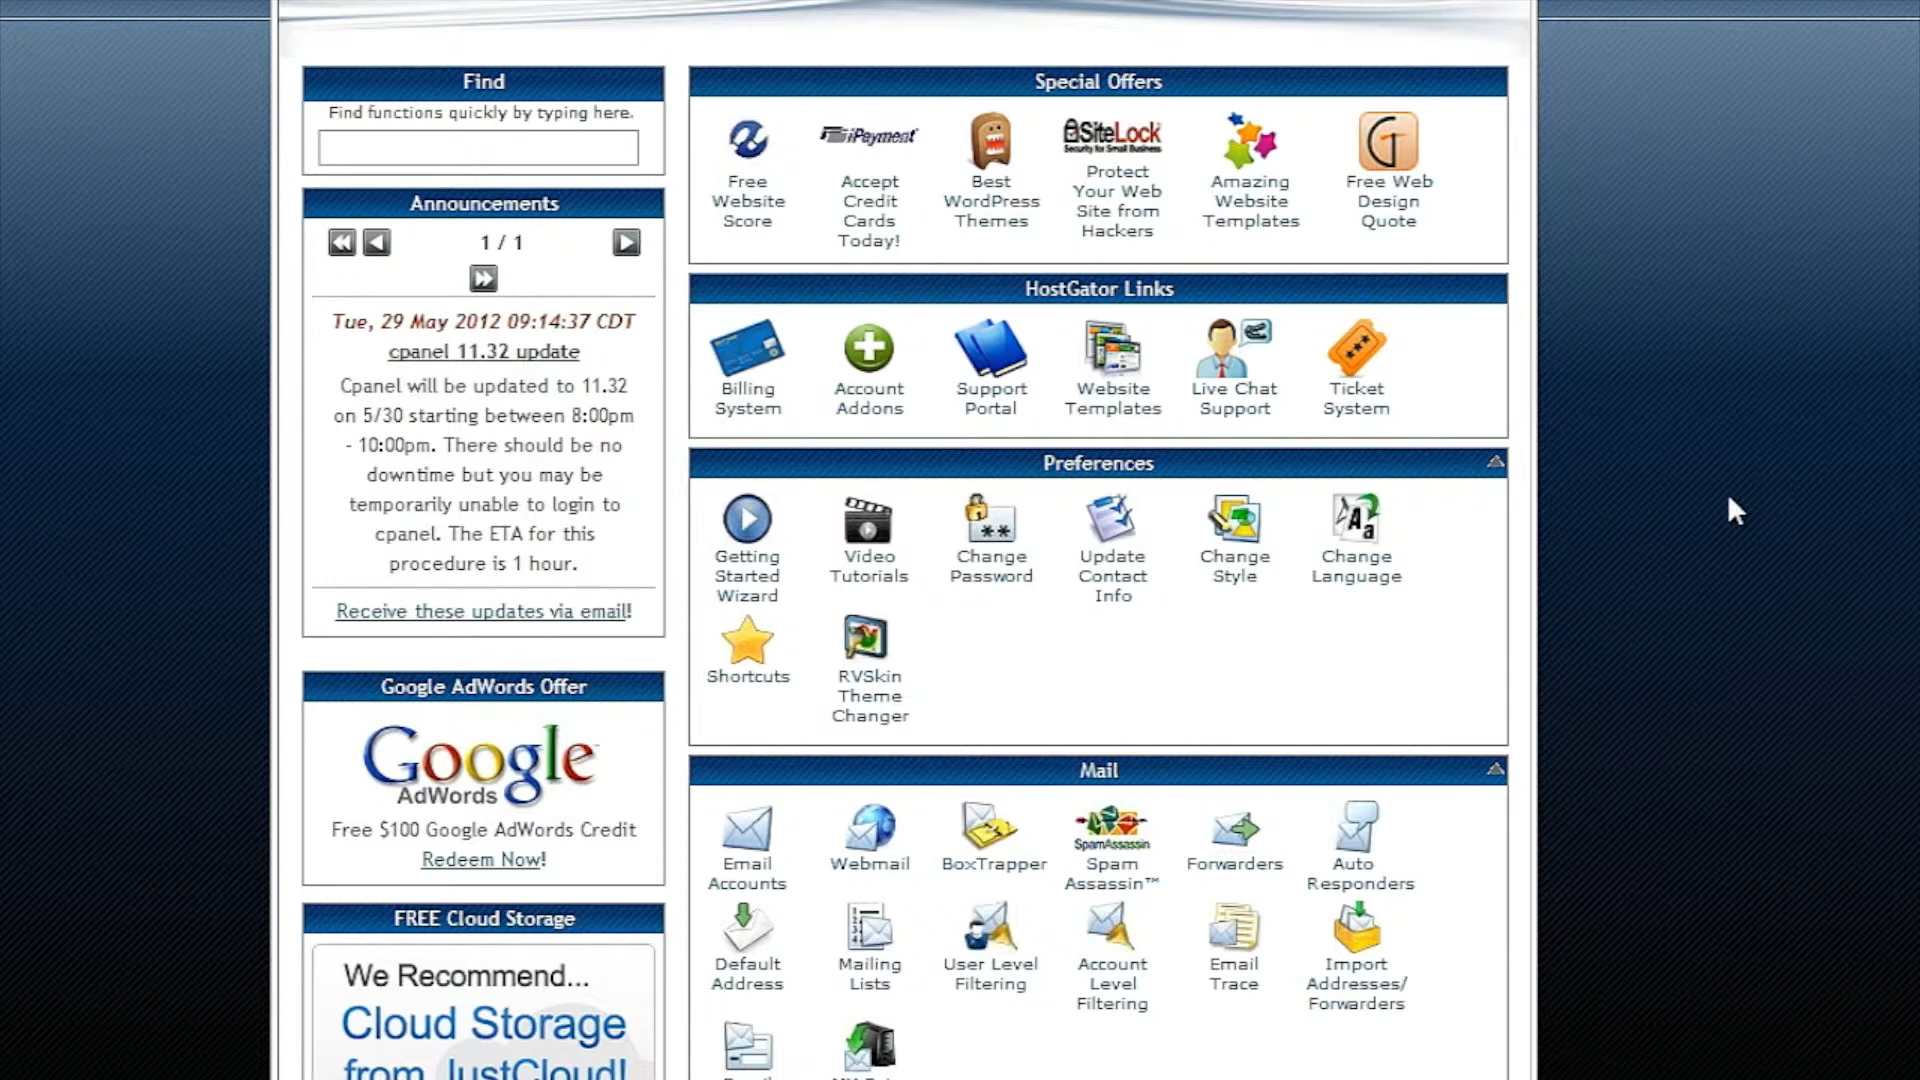 Find
Find functions quickly by typing here.
Announcements
1 / 1
Tue, 29 May 2012 09:14:37 CDT
cpanel 11.32 update
Cpanel will be updated to 11.32
on 5/30 starting between 8:00pm
- 10:00pm. There should be no
downtime but you may be
temporarily unable to login to
cpanel. The ETA for this
procedure is 1 hour.
Receive these updates via email!
Google AdWords Offer
Google
AdWords
Free $100 Google AdWords Credit
Redeem Now!
FREE Cloud Storage
We Recommend...
Cloud Storage
from JustCloud!
Special Offers
iPayment
SiteLock
Security for Small Business
Free
Website
Score
Accept
Credit
Cards
Today!
Best
WordPress
Themes
Protect
Your Web
Site from
Hackers
Amazing
Website
Templates
Free Web
Design
Quote
HostGator Links
Billing
System
Account
Addons
Support
Portal
Website
Templates
Live Chat
Support
Ticket
System
Preferences
Getting
Started
Wizard
Video
Tutorials
**
Change
Password
Update
Contact
Info
Change
Style
Aa
Change
Language
Shortcuts
RVSkin
Theme
Changer
Mail
Email
Accounts
Webmail
BoxTrapper
SpamAssassin
Spam
Assassin™
Forwarders
Auto
Responders
Default
Address
Mailing
Lists
User Level
Filtering
Account
Level
Filtering
Email
Trace
Import
Addresses/
Forwarders